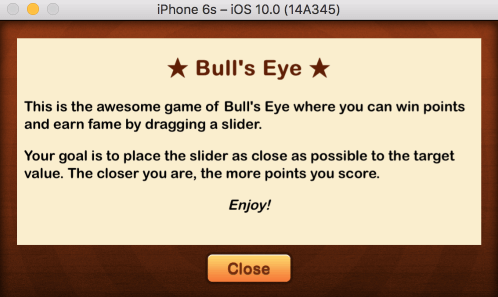 iPhone 6s – iOS 10.0 (14A345)
★ Bull's Eye ★
This is the awesome game of Bull's Eye where you can win points
and earn fame by dragging a slider.
Your goal is to place the slider as close as possible to the target
value. The closer you are, the more points you score.
Enjoy!
Close